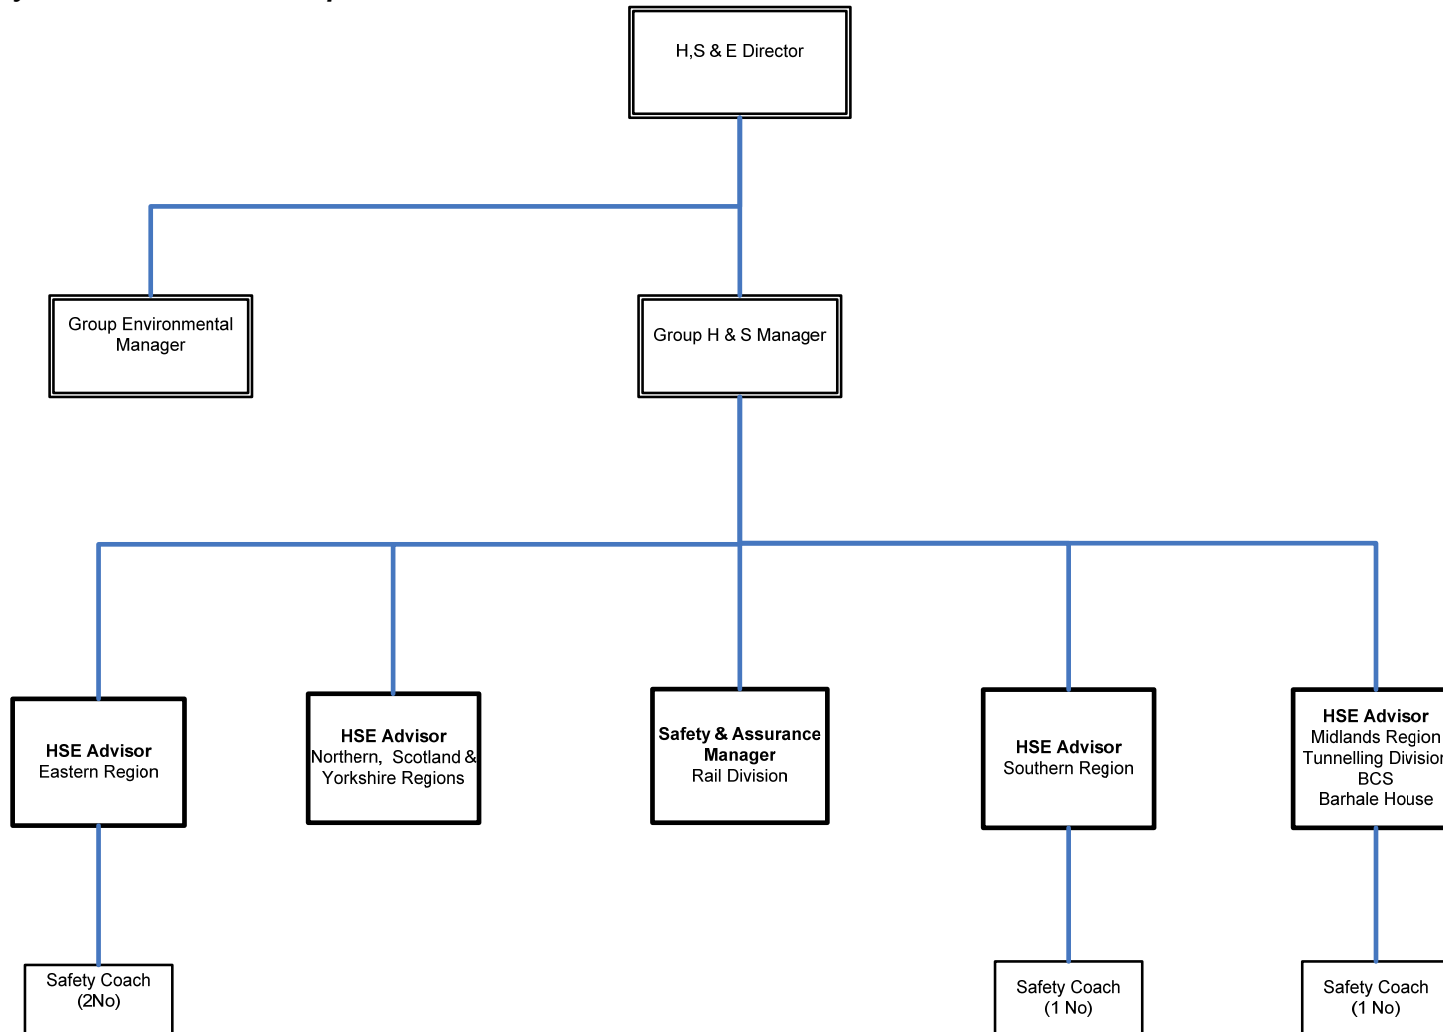 H,S & E Director
Group Environmental
Manager
Group H & S Manager
HSE Advisor
Eastern Region
HSE Advisor
Northern, Scotland &
Yorkshire Regions
Safety & Assurance
Manager
Rail Division
HSE Advisor
Southern Region
HSE Advisor
Midlands Region
Tunnelling Division
BCS
Barhale House
Safety Coach
(2No)
Safety Coach
(1 No)
Safety Coach
(1 No)